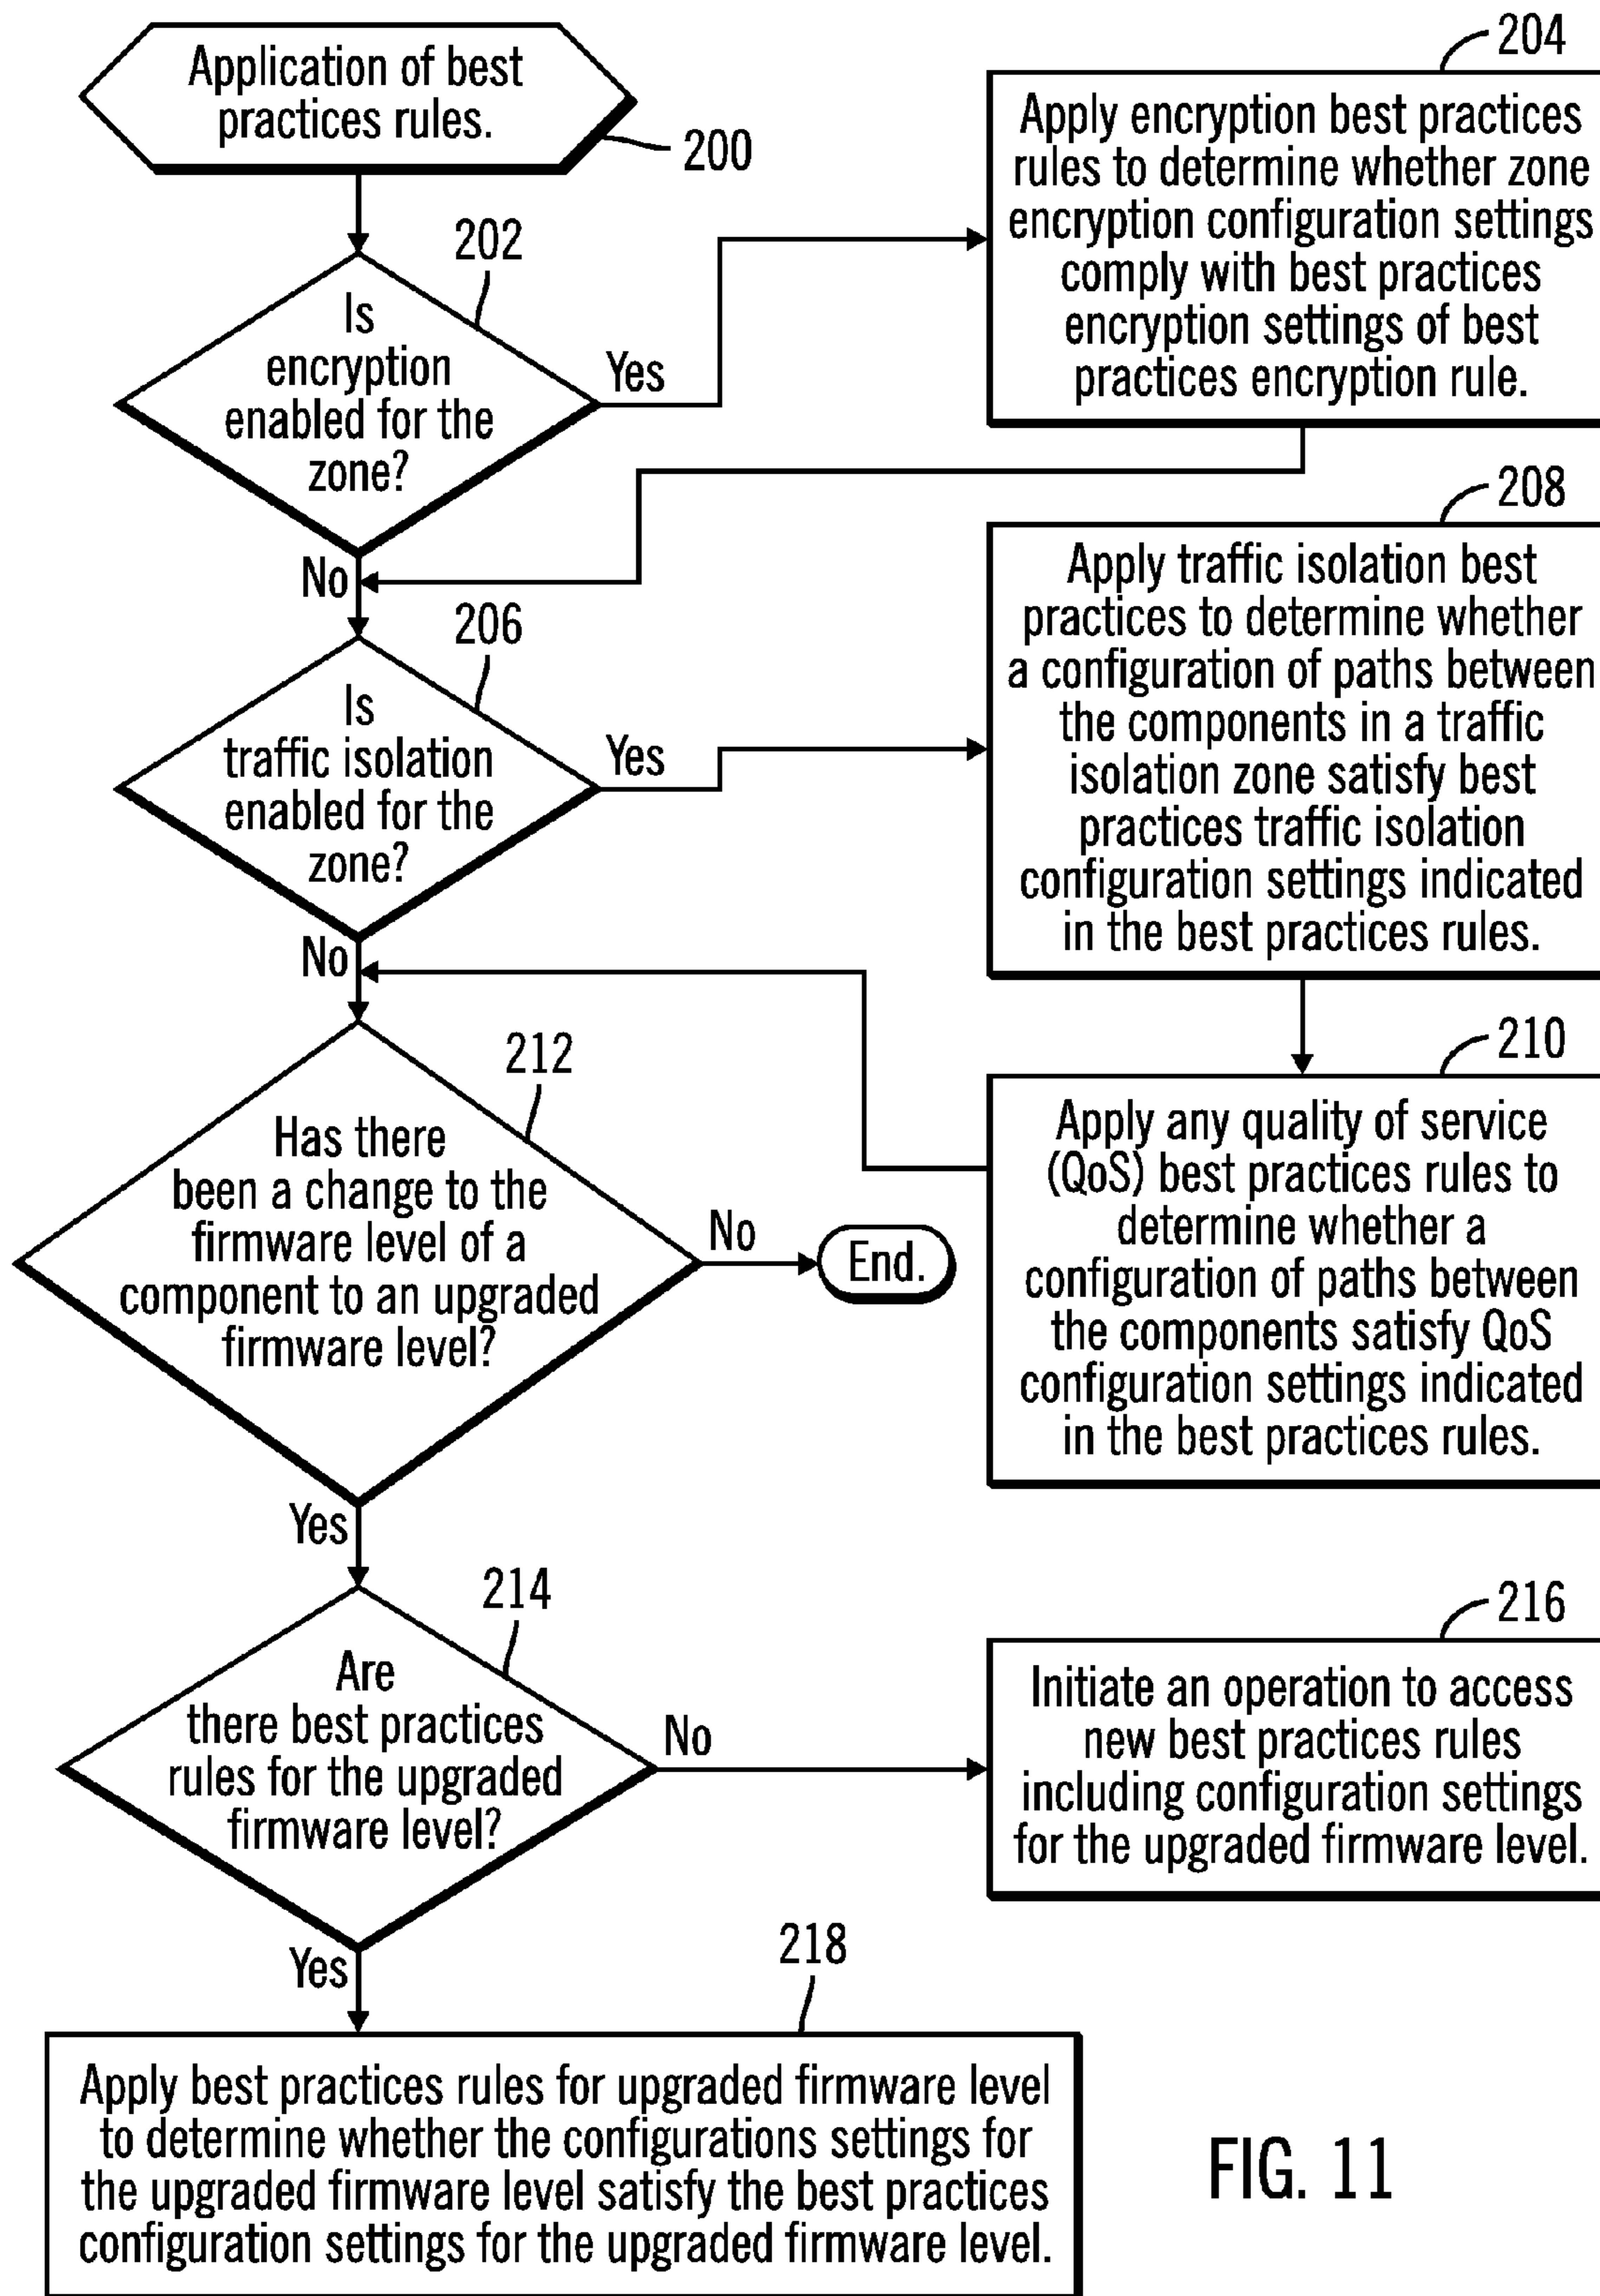 Application of best
practices rules.
200
202
Is
encryption
enabled for the
zone?
Yes
No
204
Apply encryption best practices
rules to determine whether zone
encryption configuration settings
comply with best practices
encryption settings of best
practices encryption rule.
206
Is
traffic isolation
enabled for the
zone?
Yes
No
208
Apply traffic isolation best
practices to determine whether
a configuration of paths between
the components in a traffic
isolation zone satisfy best
practices traffic isolation
configuration settings indicated
in the best practices rules.
210
Apply any quality of service
(QoS) best practices rules to
determine whether a
configuration of paths between
the components satisfy QoS
configuration settings indicated
in the best practices rules.
212
Has there
been a change to the
firmware level of a
component to an upgraded
firmware level?
No
End.
Yes
214
Are
there best practices
rules for the upgraded
firmware level?
No
Yes
216
Initiate an operation to access
new best practices rules
including configuration settings
for the upgraded firmware level.
218
Apply best practices rules for upgraded firmware level
to determine whether the configurations settings for
the upgraded firmware level satisfy the best practices
configuration settings for the upgraded firmware level.
FIG. 11